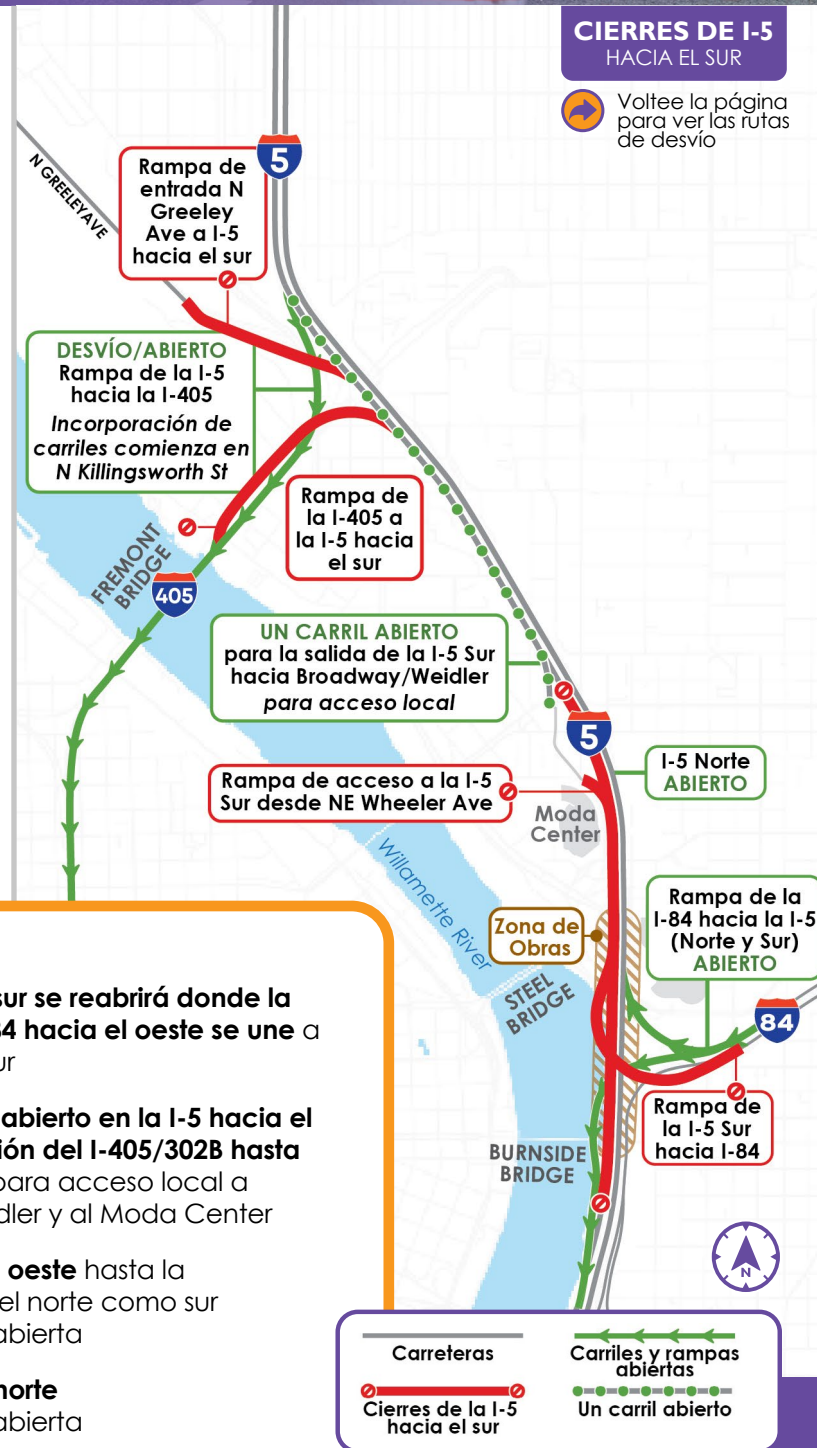 CIERRES DE I-5
HACIA EL SUR
Voltee la página
para ver las rutas
de desvío
5
N GREELEY AVE
Rampa de
entrada N
Greeley
Ave a I-5
hacia el sur
DESVÍO/ABIERTO
Rampa de la I-5
hacia la I-405
Incorporación de
carriles comienza en
N Killingsworth St
Rampa de
la I-405 a
la I-5 hacia
el sur
FREMONT
BRIDGE
405
UN CARRIL ABIERTO
para la salida de la I-5 Sur
hacia Broadway/Weidler
para acceso local
5
I-5 Norte
ABIERTO
Rampa de acceso a la I-5
Sur desde NE Wheeler Ave
Moda
Center
Willamette River
Rampa de la
I-84 hacia la I-5
(Norte y Sur)
ABIERTO
Zona de
Obras
STEEL
BRIDGE
84
Rampa de
la I-5 Sur
hacia I-84
BURNSIDE
BRIDGE
N
sur se reabrirá donde la
84 hacia el oeste se une a
ur
abierto en la I-5 hacia el
ión del I-405/302B hasta
para acceso local a
dler y al Moda Center
oeste hasta la
el norte como sur
abierta
norte
abierta
Carreteras
Carriles y rampas
abiertas
Cierres de la I-5
hacia el sur
Un carril abierto